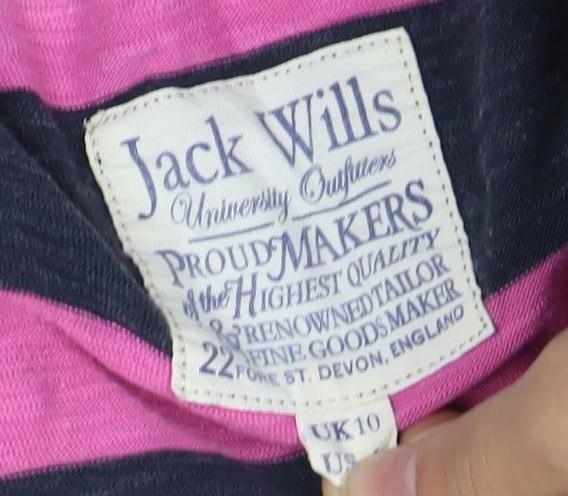 Jack Wills
University Outfitters
PROUD MAKERS
of the HIGHEST QUALITY
& RENOWNED TAILOR
FINE GOODS MAKER
22 FORE ST. DEVON, ENGLAND
UK 10
US